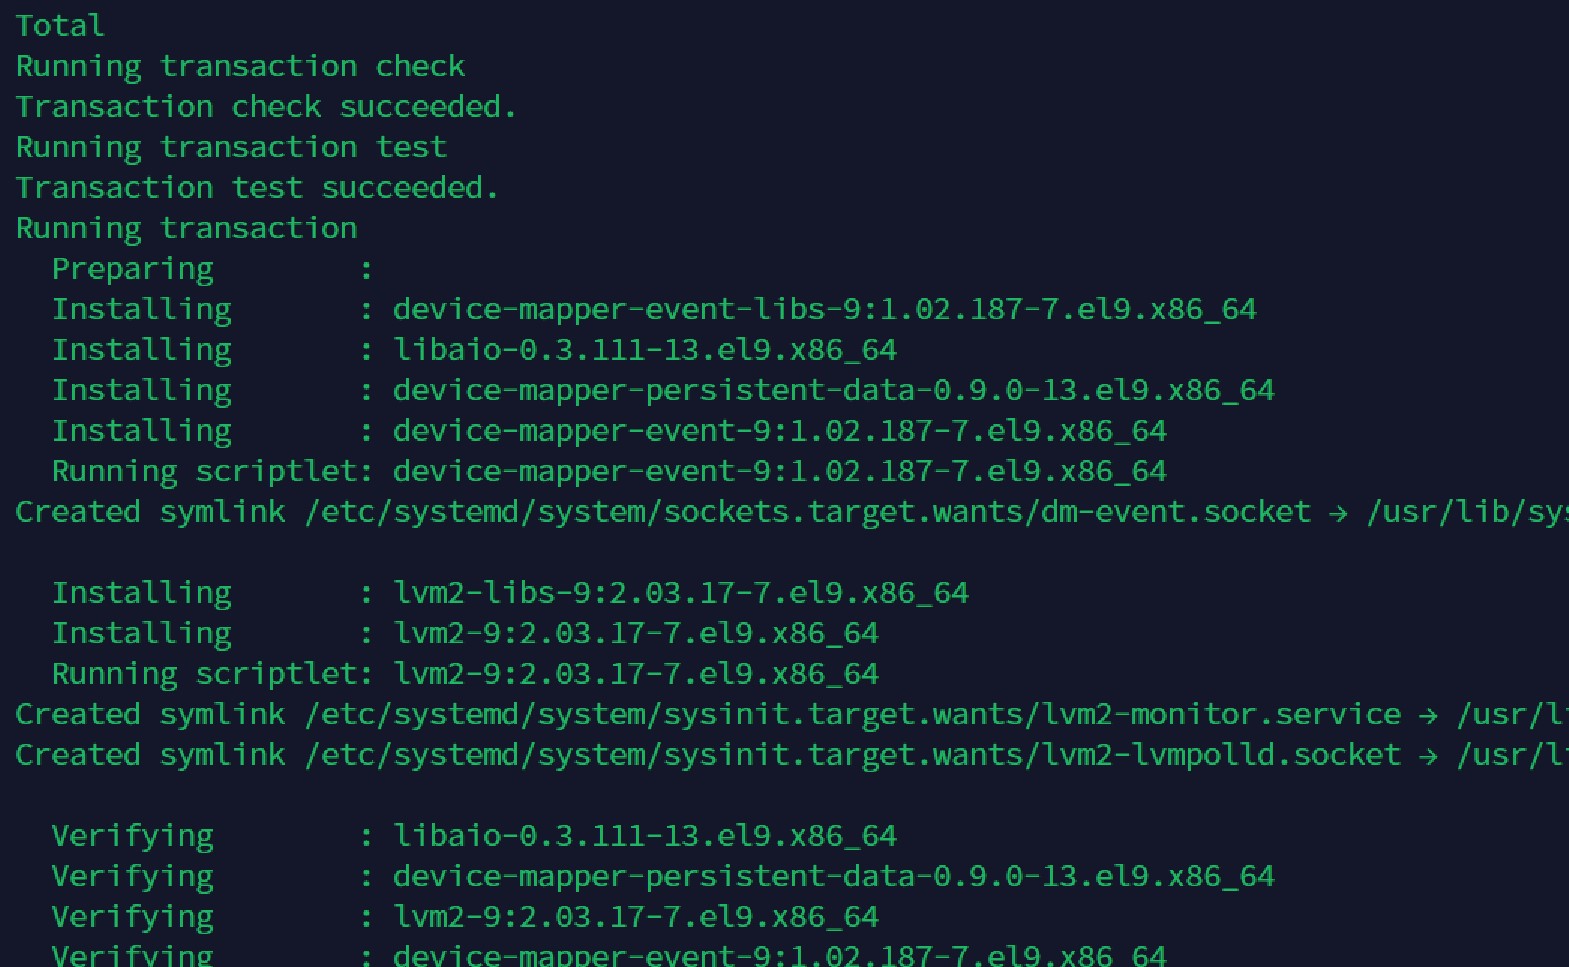 Total
Running transaction check
Transaction check succeeded.
Running transaction test
Transaction test succeeded.
Running transaction
  Preparing        :
  Installing       : device-mapper-event-libs-9:1.02.187-7.el9.x86_64
  Installing       : libaio-0.3.111-13.el9.x86_64
  Installing       : device-mapper-persistent-data-0.9.0-13.el9.x86_64
  Installing       : device-mapper-event-9:1.02.187-7.el9.x86_64
  Running scriptlet: device-mapper-event-9:1.02.187-7.el9.x86_64
Created symlink /etc/systemd/system/sockets.target.wants/dm-event.socket → /usr/lib/sys

  Installing       : lvm2-libs-9:2.03.17-7.el9.x86_64
  Installing       : lvm2-9:2.03.17-7.el9.x86_64
  Running scriptlet: lvm2-9:2.03.17-7.el9.x86_64
Created symlink /etc/systemd/system/sysinit.target.wants/lvm2-monitor.service → /usr/li
Created symlink /etc/systemd/system/sysinit.target.wants/lvm2-lvmpolld.socket → /usr/li

  Verifying        : libaio-0.3.111-13.el9.x86_64
  Verifying        : device-mapper-persistent-data-0.9.0-13.el9.x86_64
  Verifying        : lvm2-9:2.03.17-7.el9.x86_64
  Verifying        : device-mapper-event-9:1.02.187-7.el9.x86_64